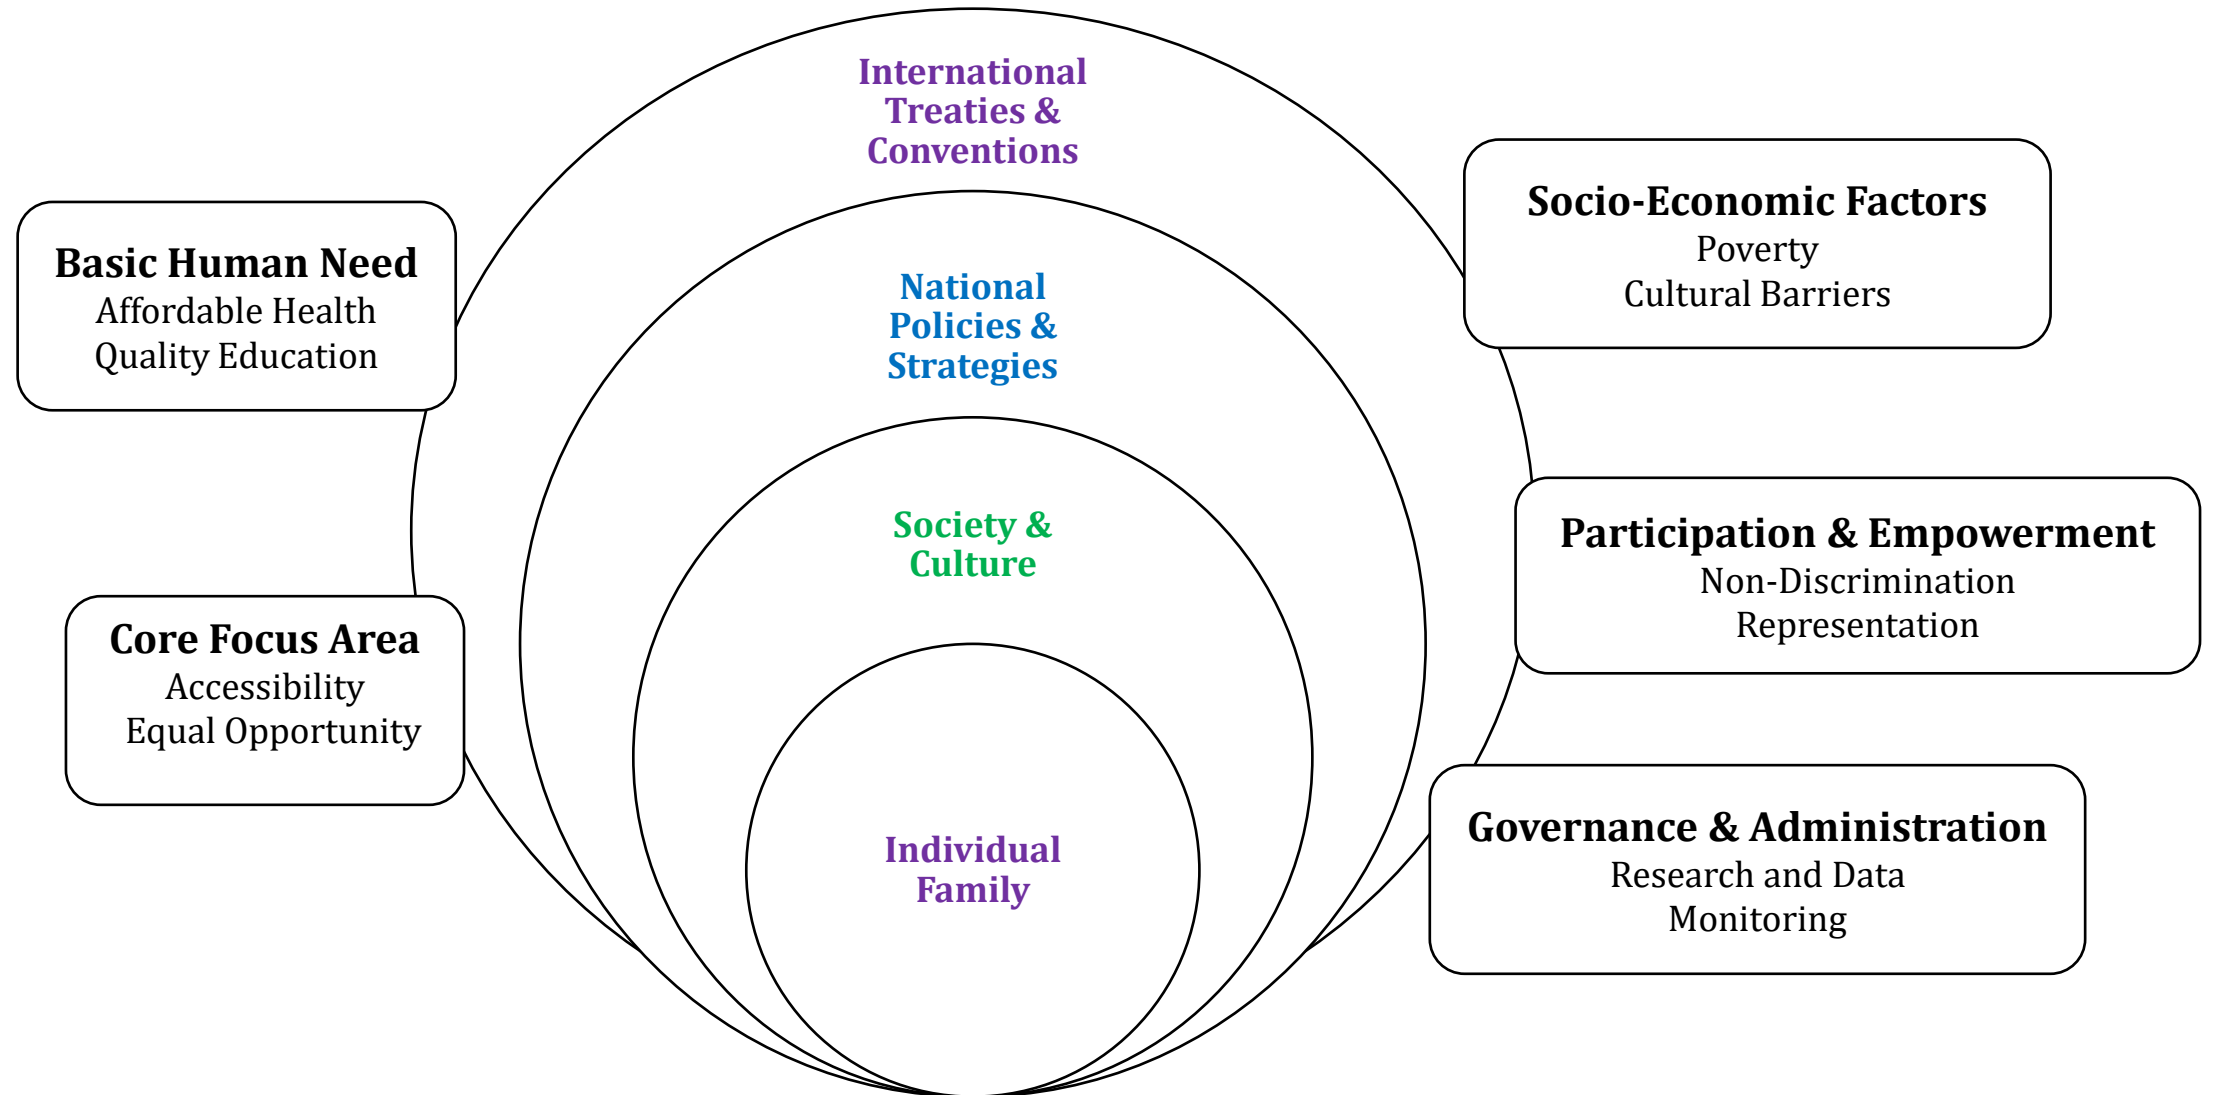 International
Treaties &
Conventions
National
Policies &
Strategies
Society &
Culture
Individual
Family
Basic Human Need
Affordable Health
Quality Education
Core Focus Area
Accessibility
Equal Opportunity
Socio-Economic Factors
Poverty
Cultural Barriers
Participation & Empowerment
Non-Discrimination
Representation
Governance & Administration
Research and Data
Monitoring